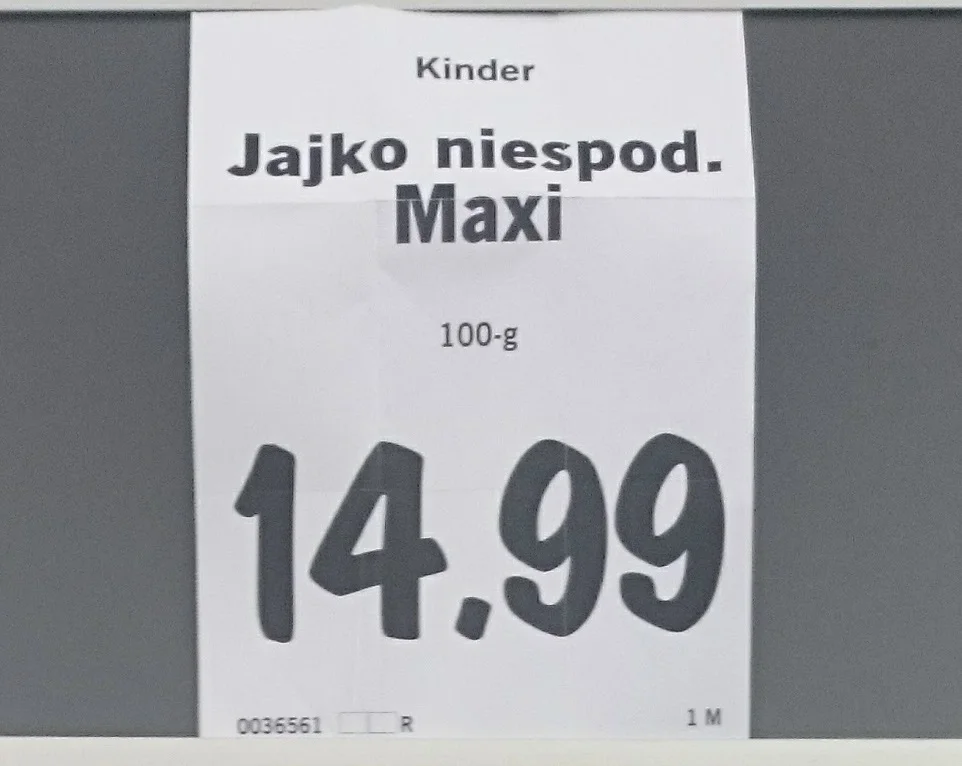 Kinder
Jajko niespod.
Maxi
100-g
14.99
0036561 R 1 M